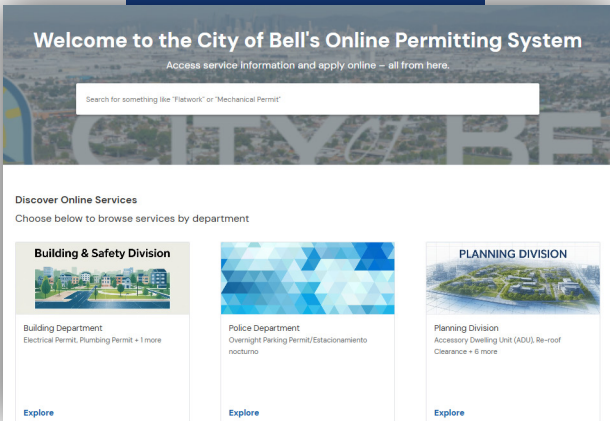 Welcome to the City of Bell's Online Permitting System
Access service information and apply online – all from here.
Search for something like "Flatwork" or "Mechanical Permit"
CITY of BE
Discover Online Services
Choose below to browse services by department
Building & Safety Division
Building Department
Electrical Permit, Plumbing Permit + 1 more
Explore
Police Department
Overnight Parking Permit/Estacionamiento
nocturno
Explore
PLANNING DIVISION
Planning Division
Accessory Dwelling Unit (ADU), Re-roof
Clearance + 6 more
Explore